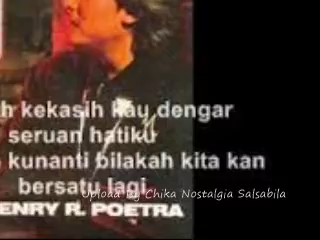 h kekasih kau dengar
seruan hatiku
kunanti bilakah kita kan
bersatu lagi
Upload By Chika Nostalgia Salsabila
ENRY R. POETRA